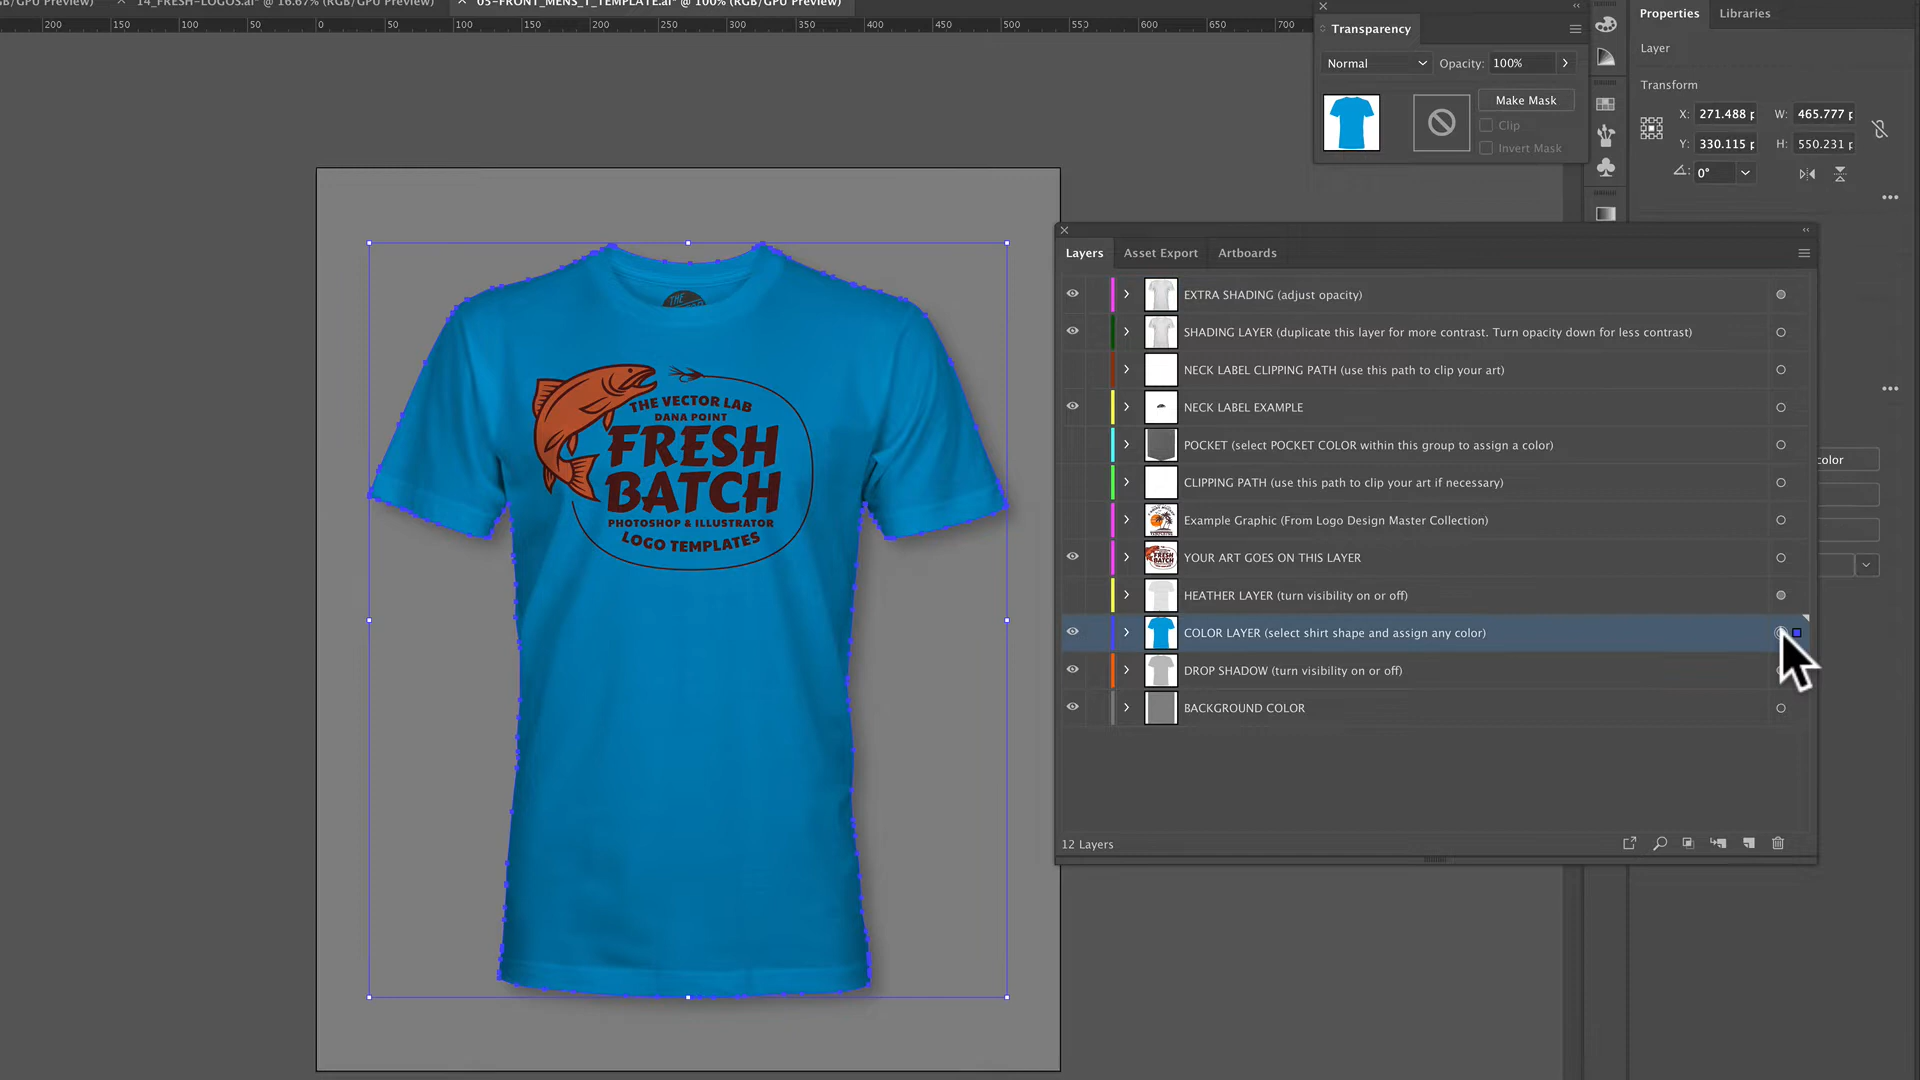 GPU Preview)
14_FRESH-LOGOS.ai* @ 16.67% (RGB/GPU Preview)
05-FRONT_MENS_T_TEMPLATE.ai* @ 100% (RGB/GPU Preview)
200 150 100 50 0 50 100 150 200 250 300 350 400 450 500 550 600 650 700
Transparency
Normal
Opacity: 100%
Make Mask
Clip
Invert Mask
Properties Libraries
Layer
Transform
X: 271.488 p W: 465.777 p
Y: 330.115 p H: 550.231 p
0°
color
Layers Asset Export Artboards
EXTRA SHADING (adjust opacity)
SHADING LAYER (duplicate this layer for more contrast. Turn opacity down for less contrast)
NECK LABEL CLIPPING PATH (use this path to clip your art)
NECK LABEL EXAMPLE
POCKET (select POCKET COLOR within this group to assign a color)
CLIPPING PATH (use this path to clip your art if necessary)
Example Graphic (From Logo Design Master Collection)
YOUR ART GOES ON THIS LAYER
HEATHER LAYER (turn visibility on or off)
COLOR LAYER (select shirt shape and assign any color)
DROP SHADOW (turn visibility on or off)
BACKGROUND COLOR
12 Layers
THE
THE VECTOR LAB
DANA POINT
FRESH
BATCH
PHOTOSHOP & ILLUSTRATOR
LOGO TEMPLATES